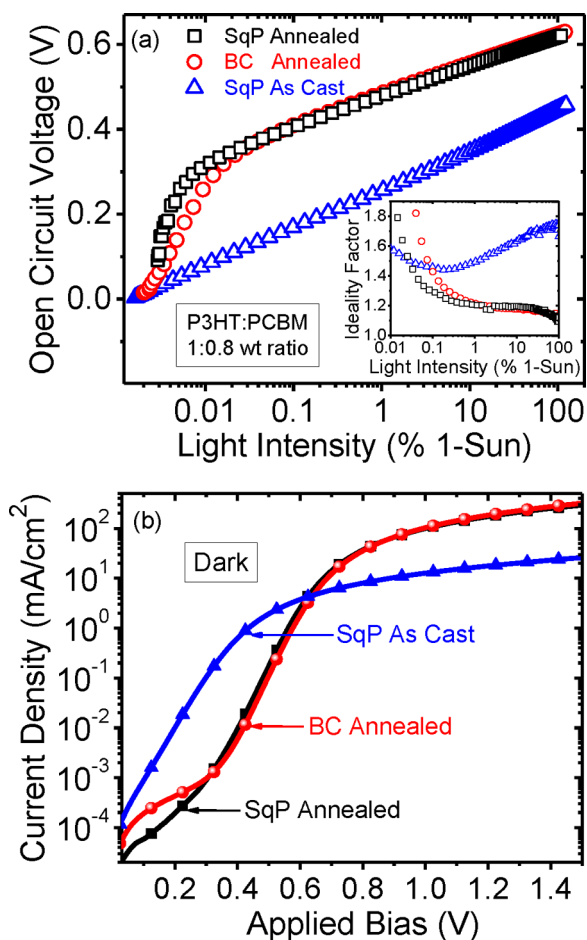 (a)
SqP Annealed
BC Annealed
SqP As Cast
Open Circuit Voltage (V)
0.6
0.4
0.2
0.0
P3HT:PCBM
1:0.8 wt ratio
Ideality Factor
1.8
1.6
1.4
1.2
1.0
0.01 0.1 1 10 100
Light Intensity (% 1-Sun)
0.01 0.1 1 10 100
Light Intensity (% 1-Sun)
(b)
Dark
Current Density (mA/cm²)
10²
10¹
10⁰
10⁻¹
10⁻²
10⁻³
10⁻⁴
SqP As Cast
BC Annealed
SqP Annealed
0.2 0.4 0.6 0.8 1.0 1.2 1.4
Applied Bias (V)